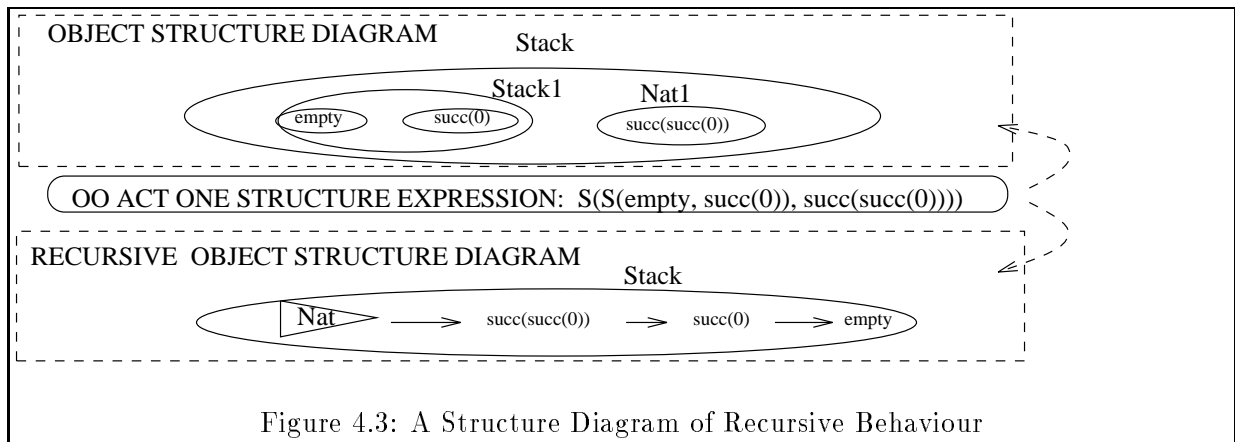 OBJECT STRUCTURE DIAGRAM
Stack
Stack1
Nat1
empty
succ(0)
succ(succ(0))
OO ACT ONE STRUCTURE EXPRESSION: S(S(empty, succ(0)), succ(succ(0))))
RECURSIVE OBJECT STRUCTURE DIAGRAM
Stack
Nat
succ(succ(0))
succ(0)
empty
Figure 4.3: A Structure Diagram of Recursive Behaviour